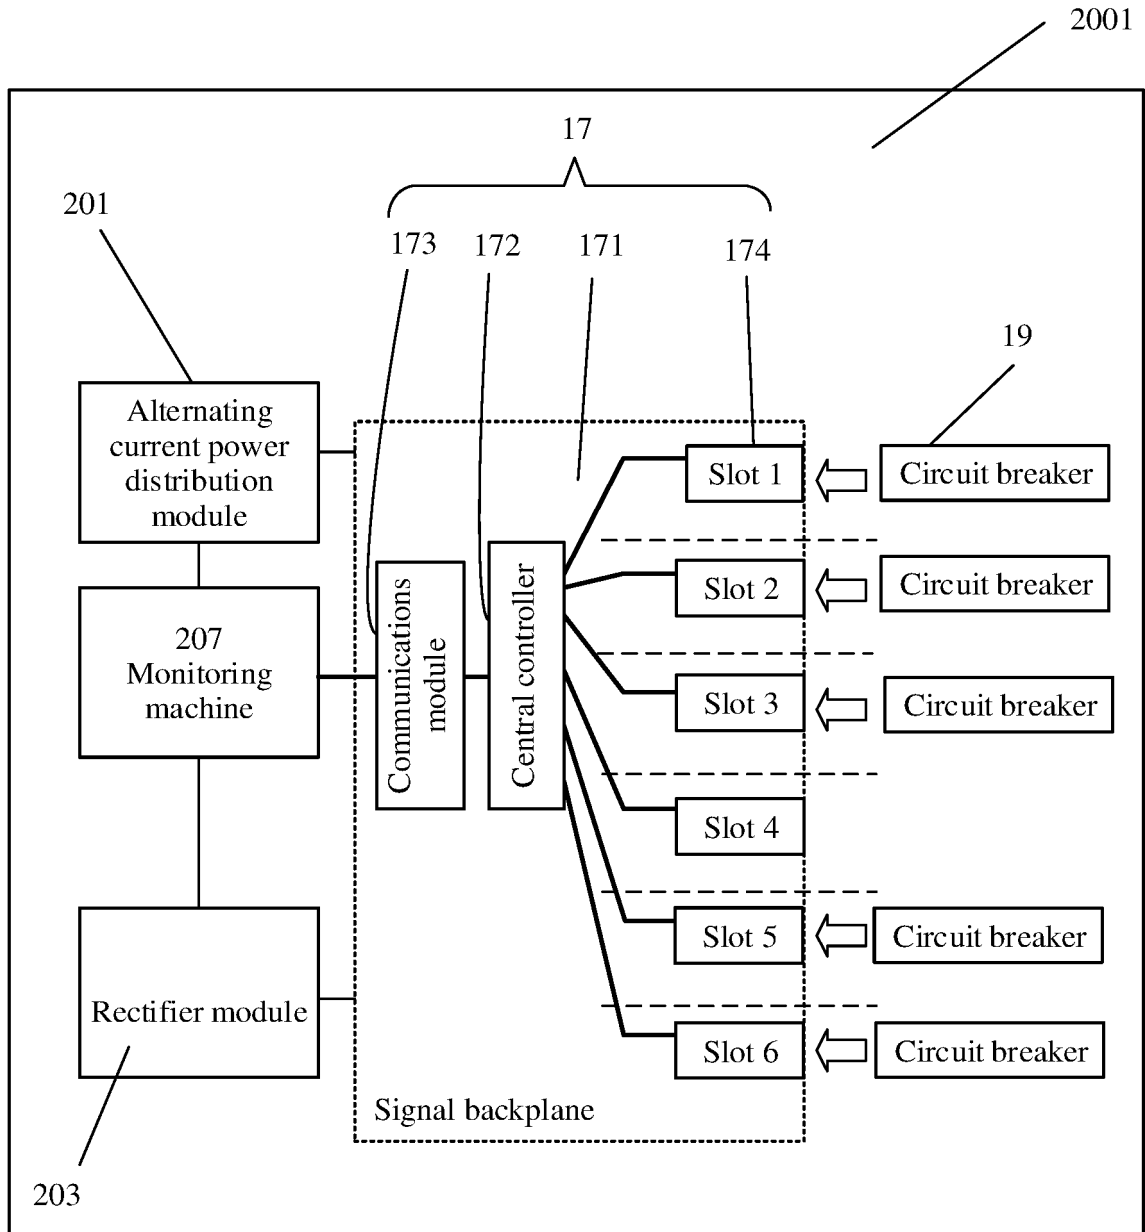 2001
17
201
173
172
171
174
19
Alternating
current power
distribution
module
Slot 1
Circuit breaker
Slot 2
Circuit breaker
207
Monitoring
machine
Communications
module
Central controller
Slot 3
Circuit breaker
Slot 4
Slot 5
Circuit breaker
Rectifier module
Slot 6
Circuit breaker
Signal backplane
203